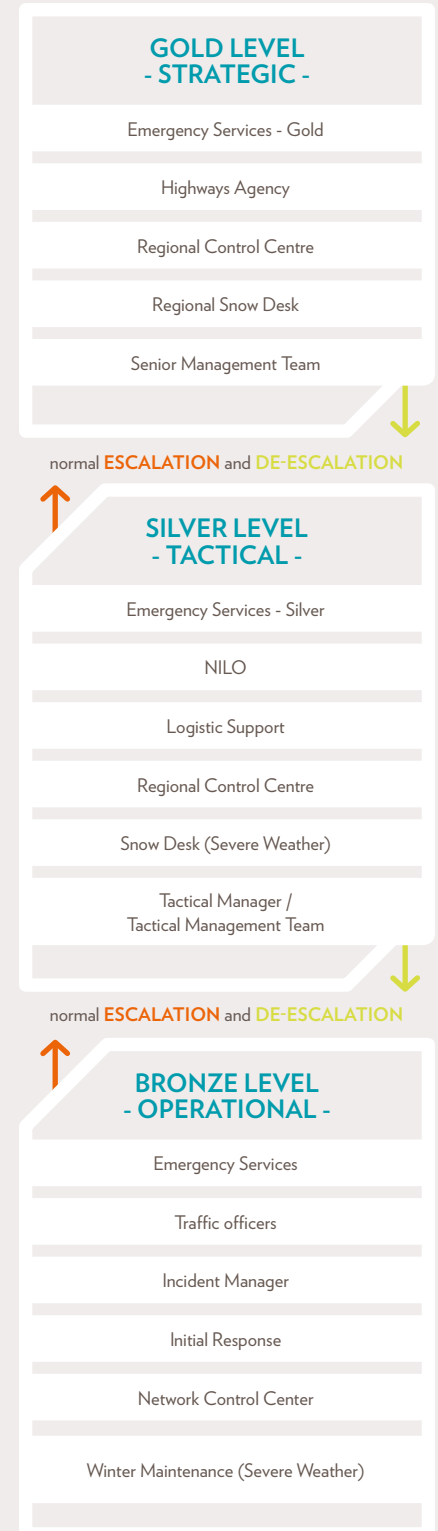 GOLD LEVEL
- STRATEGIC -
Emergency Services - Gold
Highways Agency
Regional Control Centre
Regional Snow Desk
Senior Management Team
normal ESCALATION and DE-ESCALATION
SILVER LEVEL
- TACTICAL -
Emergency Services - Silver
NILO
Logistic Support
Regional Control Centre
Snow Desk (Severe Weather)
Tactical Manager /
Tactical Management Team
normal ESCALATION and DE-ESCALATION
BRONZE LEVEL
- OPERATIONAL -
Emergency Services
Traffic officers
Incident Manager
Initial Response
Network Control Center
Winter Maintenance (Severe Weather)